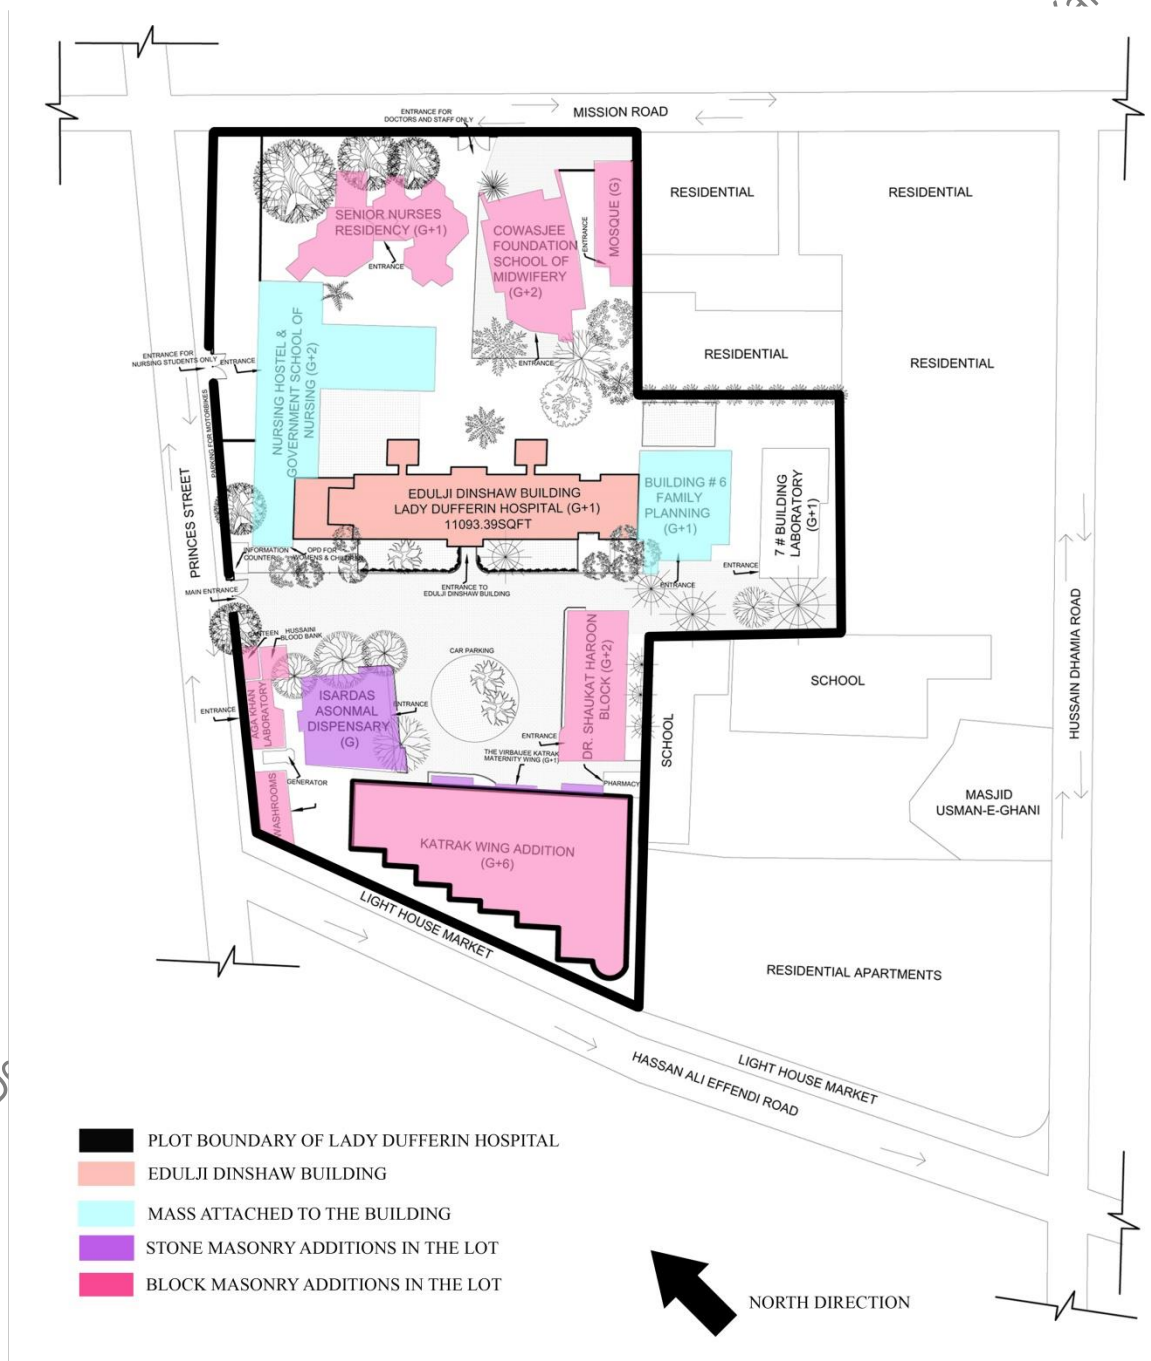 MISSION ROAD
ENTRANCE FOR
DOCTORS AND STAFF ONLY
RESIDENTIAL
RESIDENTIAL
SENIOR NURSES
RESIDENCY (G+1)
ENTRANCE
COWASJEE
FOUNDATION
SCHOOL OF
MIDWIFERY
(G+2)
ENTRANCE
ENTRANCE
MOSQUE (G)
RESIDENTIAL
RESIDENTIAL
ENTRANCE FOR
NURSING STUDENTS ONLY
ENTRANCE
NURSING HOSTEL &
GOVERNMENT SCHOOL OF
NURSING (G+2)
PARKING FOR MOTORBIKES
PRINCES STREET
EDULJI DINSHAW BUILDING
LADY DUFFERIN HOSPITAL (G+1)
11093.39SQFT
BUILDING # 6
FAMILY
PLANNING
(G+1)
ENTRANCE
7 # BUILDING
LABORATORY
(G+1)
ENTRANCE
INFORMATION
COUNTER
OPD FOR
WOMENS & CHILDREN
ENTRANCE TO
EDULJI DINSHAW BUILDING
MAIN ENTRANCE
CANTEEN
HUSSAINI
BLOOD BANK
CAR PARKING
ENTRANCE
AGA KHAN
LABORATORY
ISARDAS
ASONMAL
DISPENSARY
(G)
ENTRANCE
DR. SHAUKAT HAROON
BLOCK (G+2)
ENTRANCE
THE VIRBAIJEE KATRAK
MATERNITY WING (G+1)
PHARMACY
GENERATOR
WASHROOMS
KATRAK WING ADDITION
(G+6)
SCHOOL
SCHOOL
HUSSAIN DHAMIA ROAD
MASJID
USMAN-E-GHANI
LIGHT HOUSE MARKET
RESIDENTIAL APARTMENTS
LIGHT HOUSE MARKET
HASSAN ALI EFFENDI ROAD
PLOT BOUNDARY OF LADY DUFFERIN HOSPITAL
EDULJI DINSHAW BUILDING
MASS ATTACHED TO THE BUILDING
STONE MASONRY ADDITIONS IN THE LOT
BLOCK MASONRY ADDITIONS IN THE LOT
NORTH DIRECTION